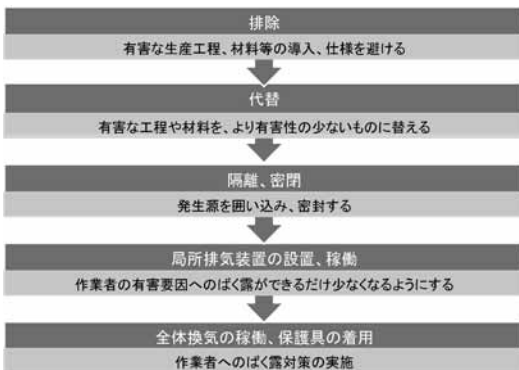 排除
有害な生産工程、材料等の導入、仕様を避ける
代替
有害な工程や材料を、より有害性の少ないものに替える
隔離、密閉
発生源を囲い込み、密封する
局所排気装置の設置、稼働
作業者の有害要因へのばく露ができるだけ少なくなるようにする
全体換気の稼働、保護具の着用
作業者へのばく露対策の実施